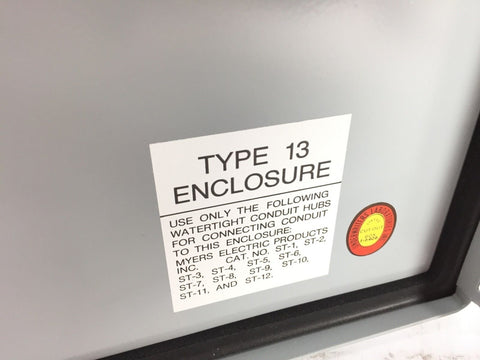 TYPE 13
ENCLOSURE
USE ONLY THE FOLLOWING
WATERTIGHT CONDUIT HUBS
FOR CONNECTING CONDUIT
TO THIS ENCLOSURE:
MYERS ELECTRIC PRODUCTS
INC. CAT. NO. ST-1, ST-2,
ST-3, ST-4, ST-5, ST-6,
ST-7, ST-8, ST-9, ST-10,
ST-11, AND ST-12.